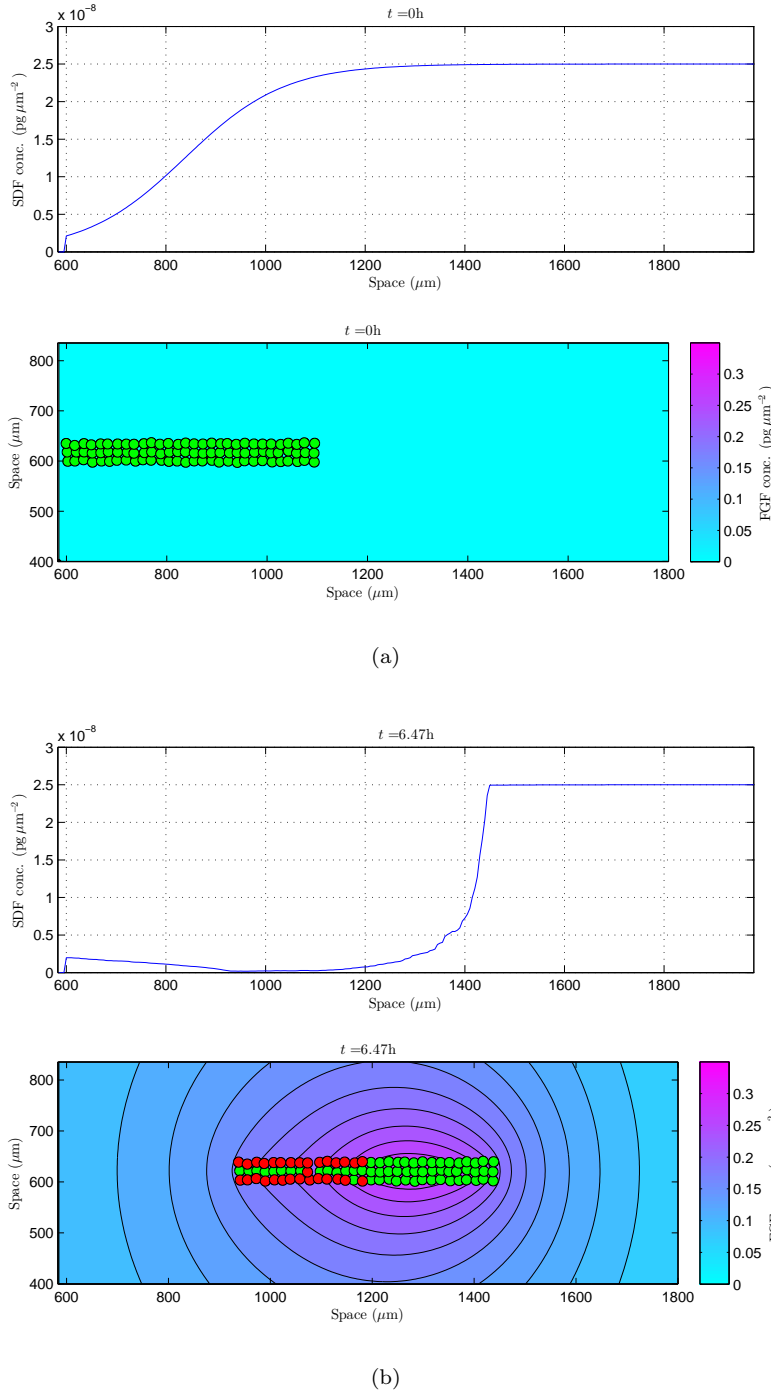 x 10⁻⁸
t =0h
3
2.5
2
1.5
1
0.5
0
SDF conc. (pg µm⁻²)
600 800 1000 1200 1400 1600 1800
Space (µm)
t =0h
800
700
600
500
400
Space (µm)
600 800 1000 1200 1400 1600 1800
Space (µm)
0.3
0.25
0.2
0.15
0.1
0.05
0
FGF conc. (pg µm⁻²)
(a)
x 10⁻⁸
t =6.47h
3
2.5
2
1.5
1
0.5
0
SDF conc. (pg µm⁻²)
600 800 1000 1200 1400 1600 1800
Space (µm)
t =6.47h
800
700
600
500
400
Space (µm)
600 800 1000 1200 1400 1600 1800
Space (µm)
0.3
0.25
0.2
0.15
0.1
0.05
0
(b)